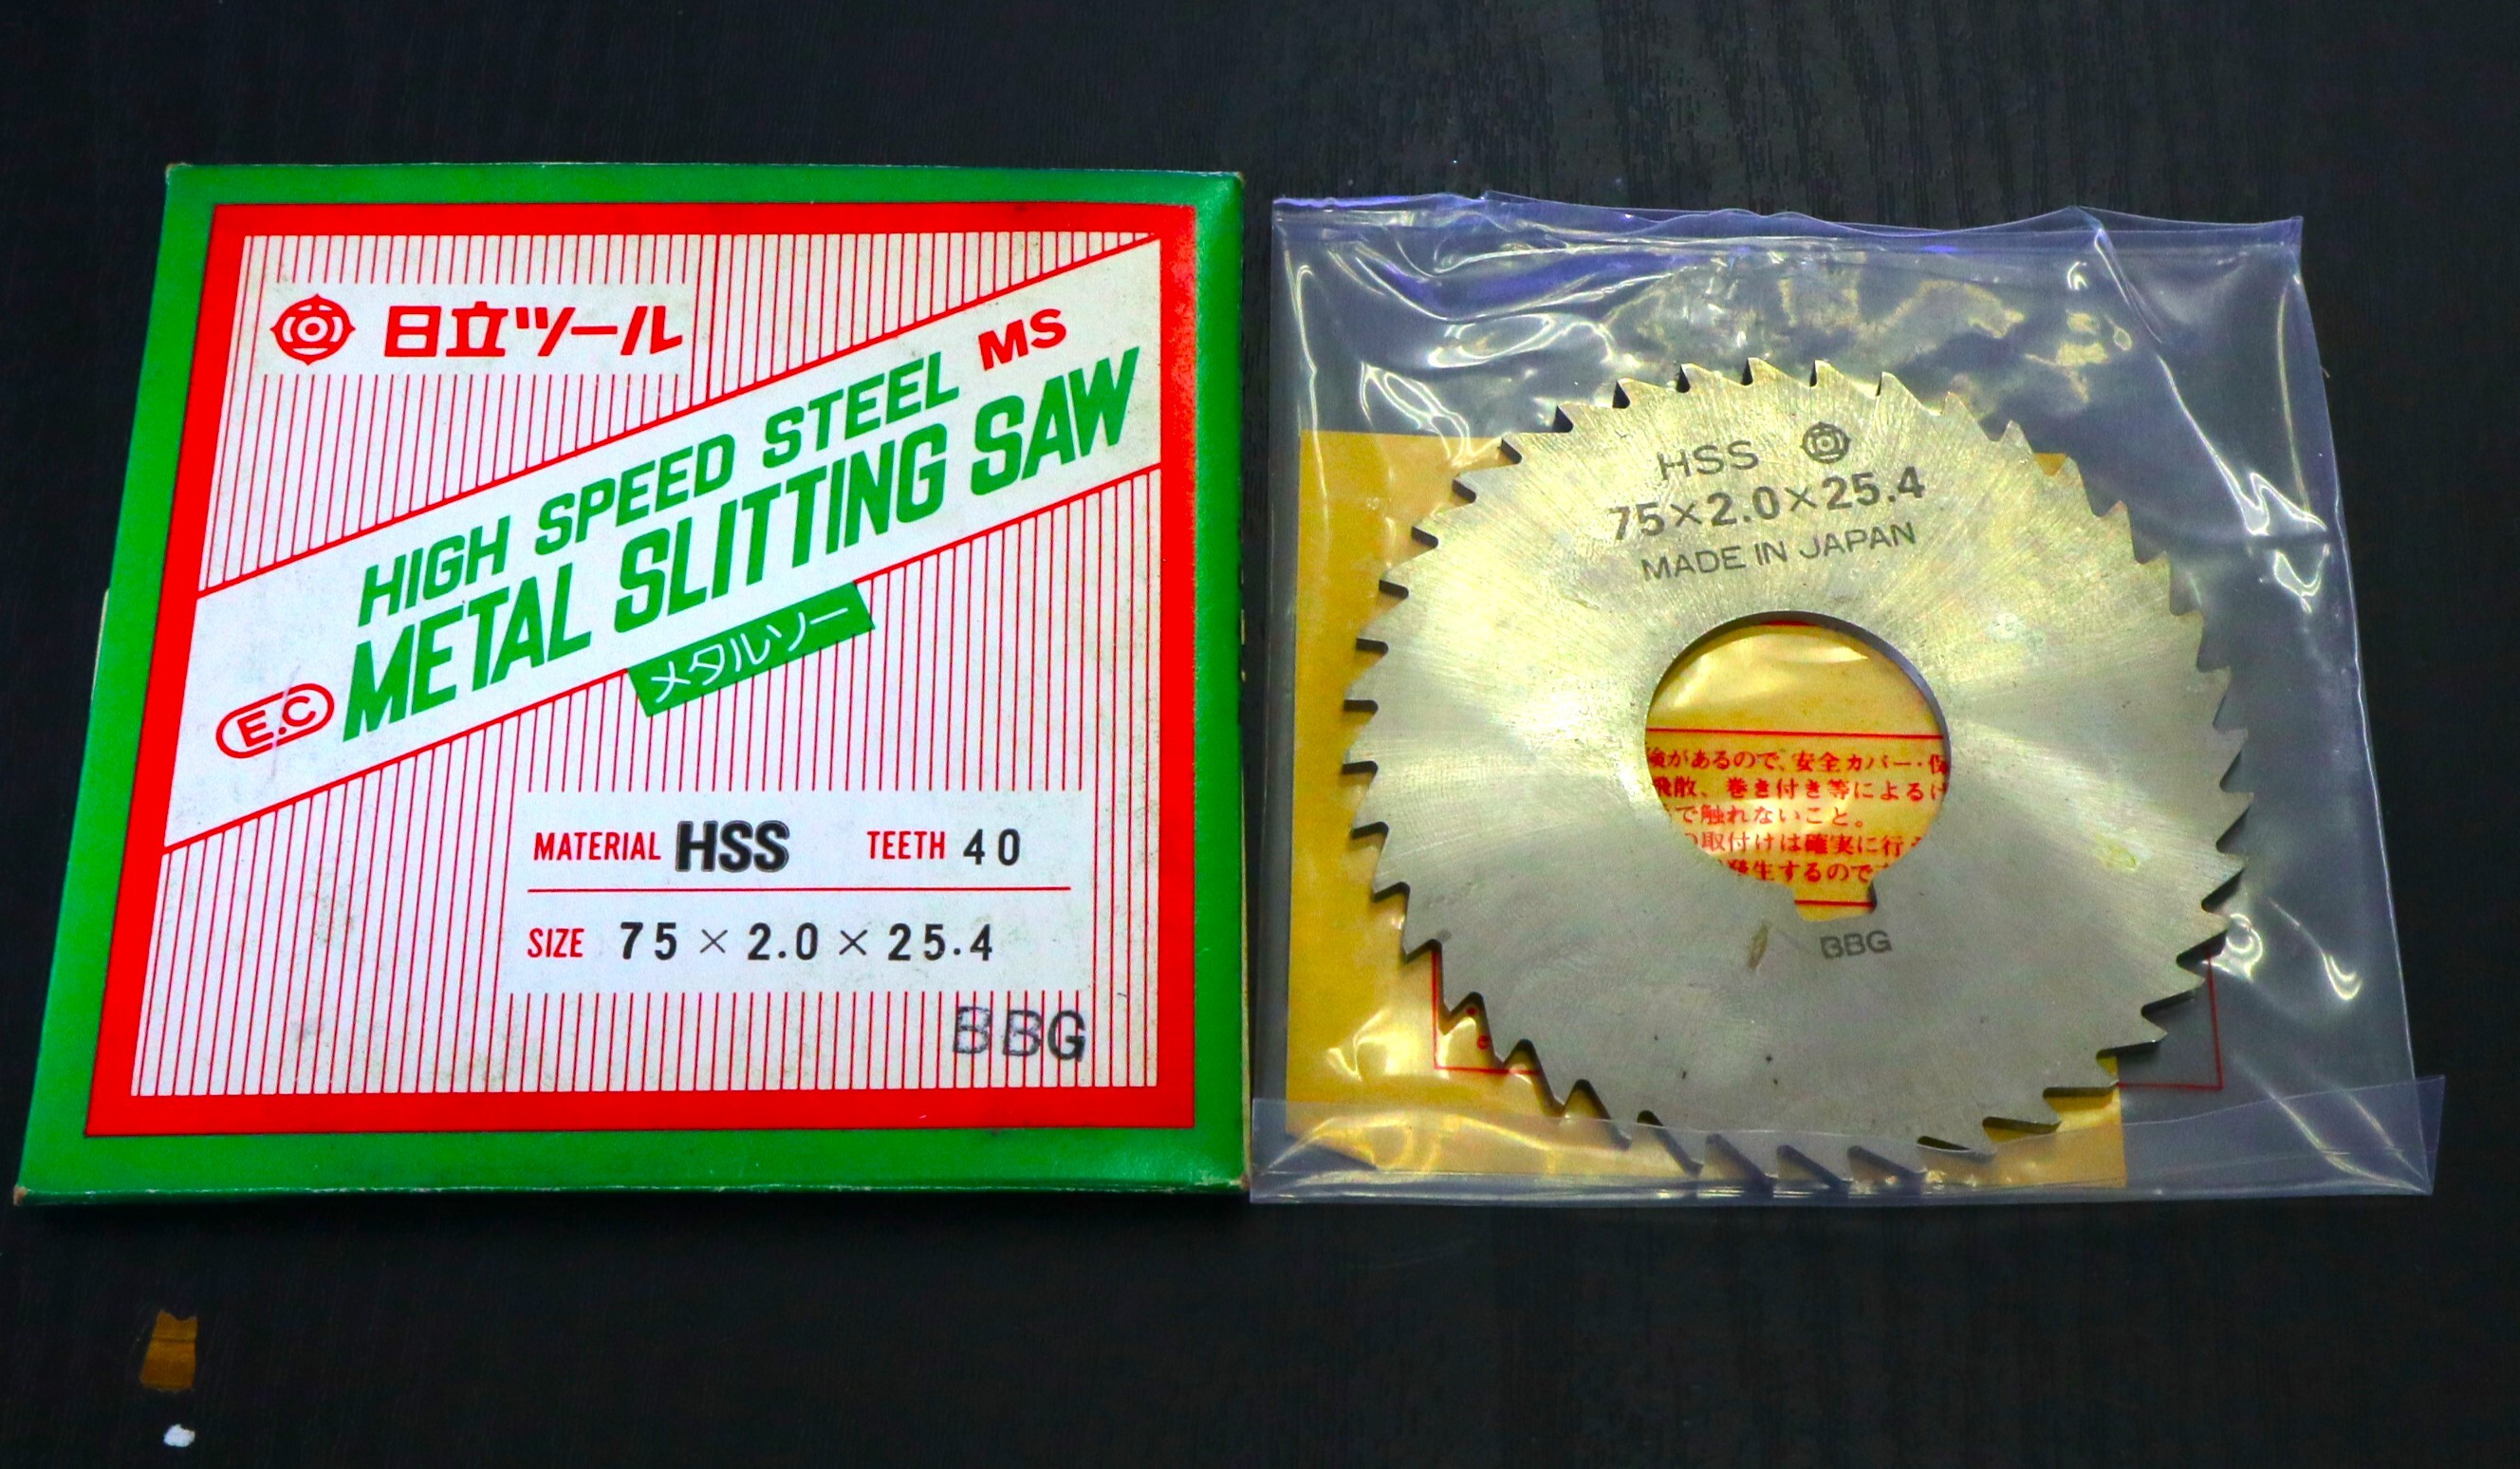 日立ツール
HIGH SPEED STEEL MS
METAL SLITTING SAW
E.C
メタルソー
MATERIAL HSS TEETH 40
SIZE 75 × 2.0 × 25.4
BBG
HSS
75×2.0×25.4
MADE IN JAPAN
険があるので、安全カバー・保
飛散、巻き付き等によるけ
で触れないこと。
の取付けは確実に行
発生するので
BBG